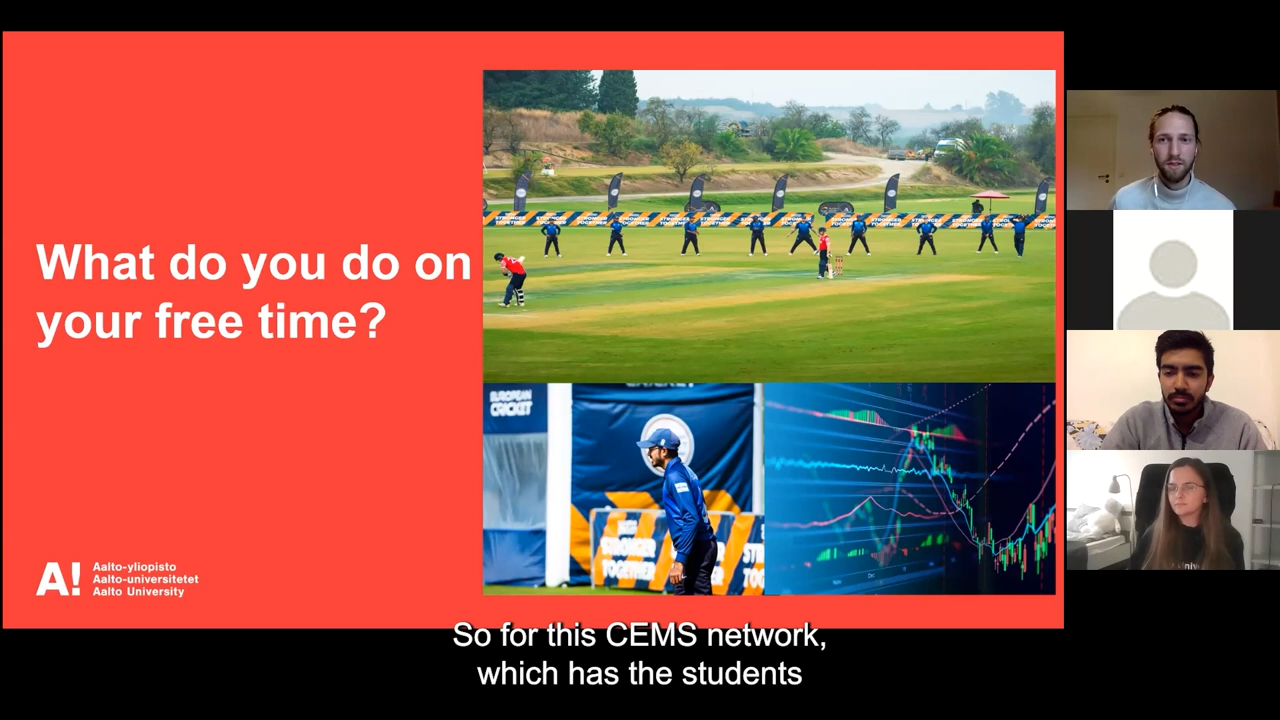 What do you do on
your free time?
EUROPEAN
CRICKET
CRICKET
STRONGER
TOGETHER
A!
Aalto-yliopisto
Aalto-universitetet
Aalto University
So for this CEMS network,
which has the students